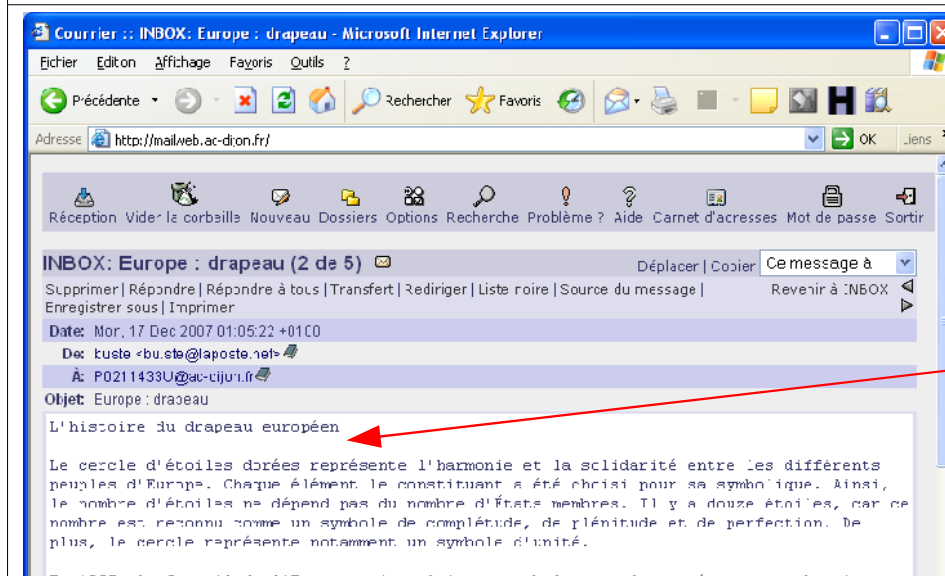 Courrier :: INBOX: Europe : drapeau - Microsoft Internet Explorer
Fichier Edition Affichage Favoris Outils ?
Précédente Rechercher Favoris
Adresse http://mailweb.ac-dijon.fr/ OK Liens
Réception Vider la corbeille Nouveau Dossiers Options Recherche Problème ? Aide Carnet d'adresses Mot de passe Sortir
INBOX: Europe : drapeau (2 de 5) Déplacer | Copier Ce message à
Supprimer | Répondre | Répondre à tous | Transfert | Rediriger | Liste noire | Source du message | Revenir à INBOX
Enregistrer sous | Imprimer
Date: Mon, 17 Dec 2007 01:05:22 +0100
De:
À: P0211433U@ac-dijon.fr
Objet: Europe : drapeau
L'histoire du drapeau européen
Le cercle d'étoiles dorées représente l'harmonie et la solidarité entre les différents
peuples d'Europe. Chaque élément le constituant a été choisi pour sa symbolique. Ainsi,
le nombre d'étoiles ne dépend pas du nombre d'États membres. Il y a douze étoiles, car ce
nombre est reconnu comme un symbole de complétude, de plénitude et de perfection. De
plus, le cercle représente notamment un symbole d'unité.